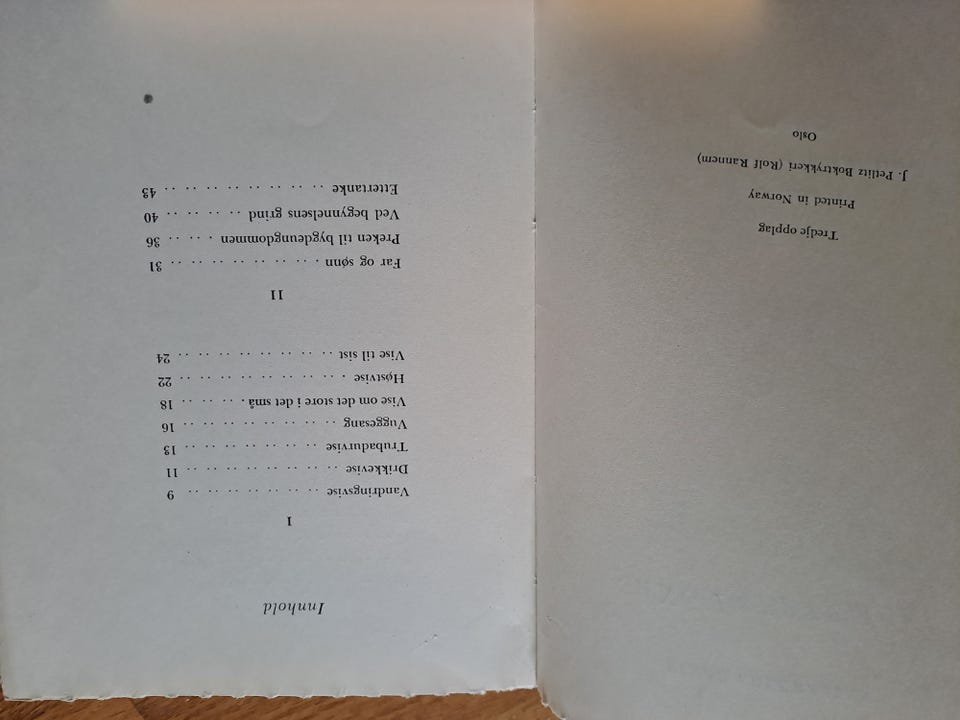 Tredje opplag
Printed in Norway
J. Petlitz Boktrykkeri (Rolf Rannem)
Oslo
Innhold
I
Vandringsvise .. .. .. .. .. .. .. .. 9
Drikkevise .. .. .. .. .. .. .. .. .. 11
Trubadurvise .. .. .. .. .. .. .. .. 13
Vuggesang .. .. .. .. .. .. .. .. .. 16
Vise om det store i det små . .. .. .. 18
Høstvise . .. .. .. .. .. .. .. .. .. 22
Vise til sist .. .. .. .. .. .. .. .. .. 24
II
Far og sønn . .. .. .. .. .. .. .. .. 31
Preken til bygdeungdommen . .. .. 36
Ved begynnelsens grind .. .. .. .. 40
Ettertanke .. .. .. .. .. .. .. .. .. 43